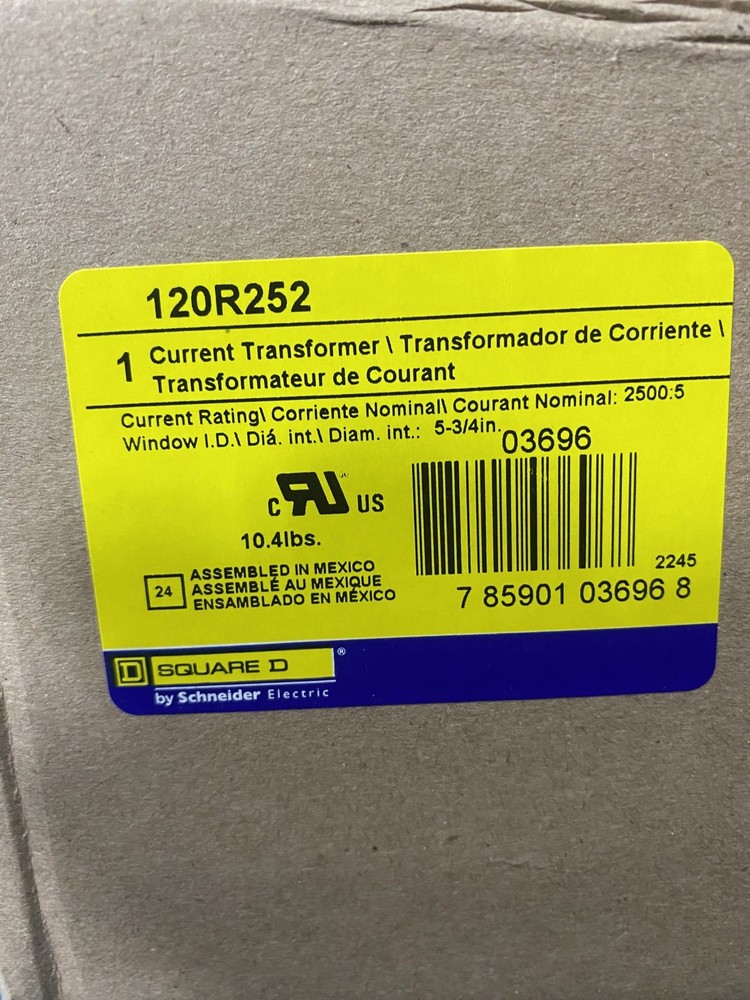 120R252
1 Current Transformer \ Transformador de Corriente \
Transformateur de Courant
Current Rating\ Corriente Nominal\ Courant Nominal: 2500:5
Window I.D.\ Diá. int.\ Diam. int.: 5-3/4in.
03696
c RU US
10.4lbs.
24
ASSEMBLED IN MEXICO
ASSEMBLÉ AU MEXIQUE
ENSAMBLADO EN MÉXICO
2245
7 85901 03696 8
D SQUARE D ®
by Schneider Electric